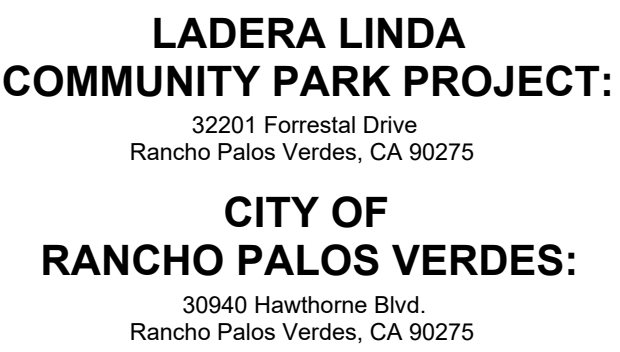 LADERA LINDA
COMMUNITY PARK PROJECT:
32201 Forrestal Drive
Rancho Palos Verdes, CA 90275
CITY OF
RANCHO PALOS VERDES:
30940 Hawthorne Blvd.
Rancho Palos Verdes, CA 90275